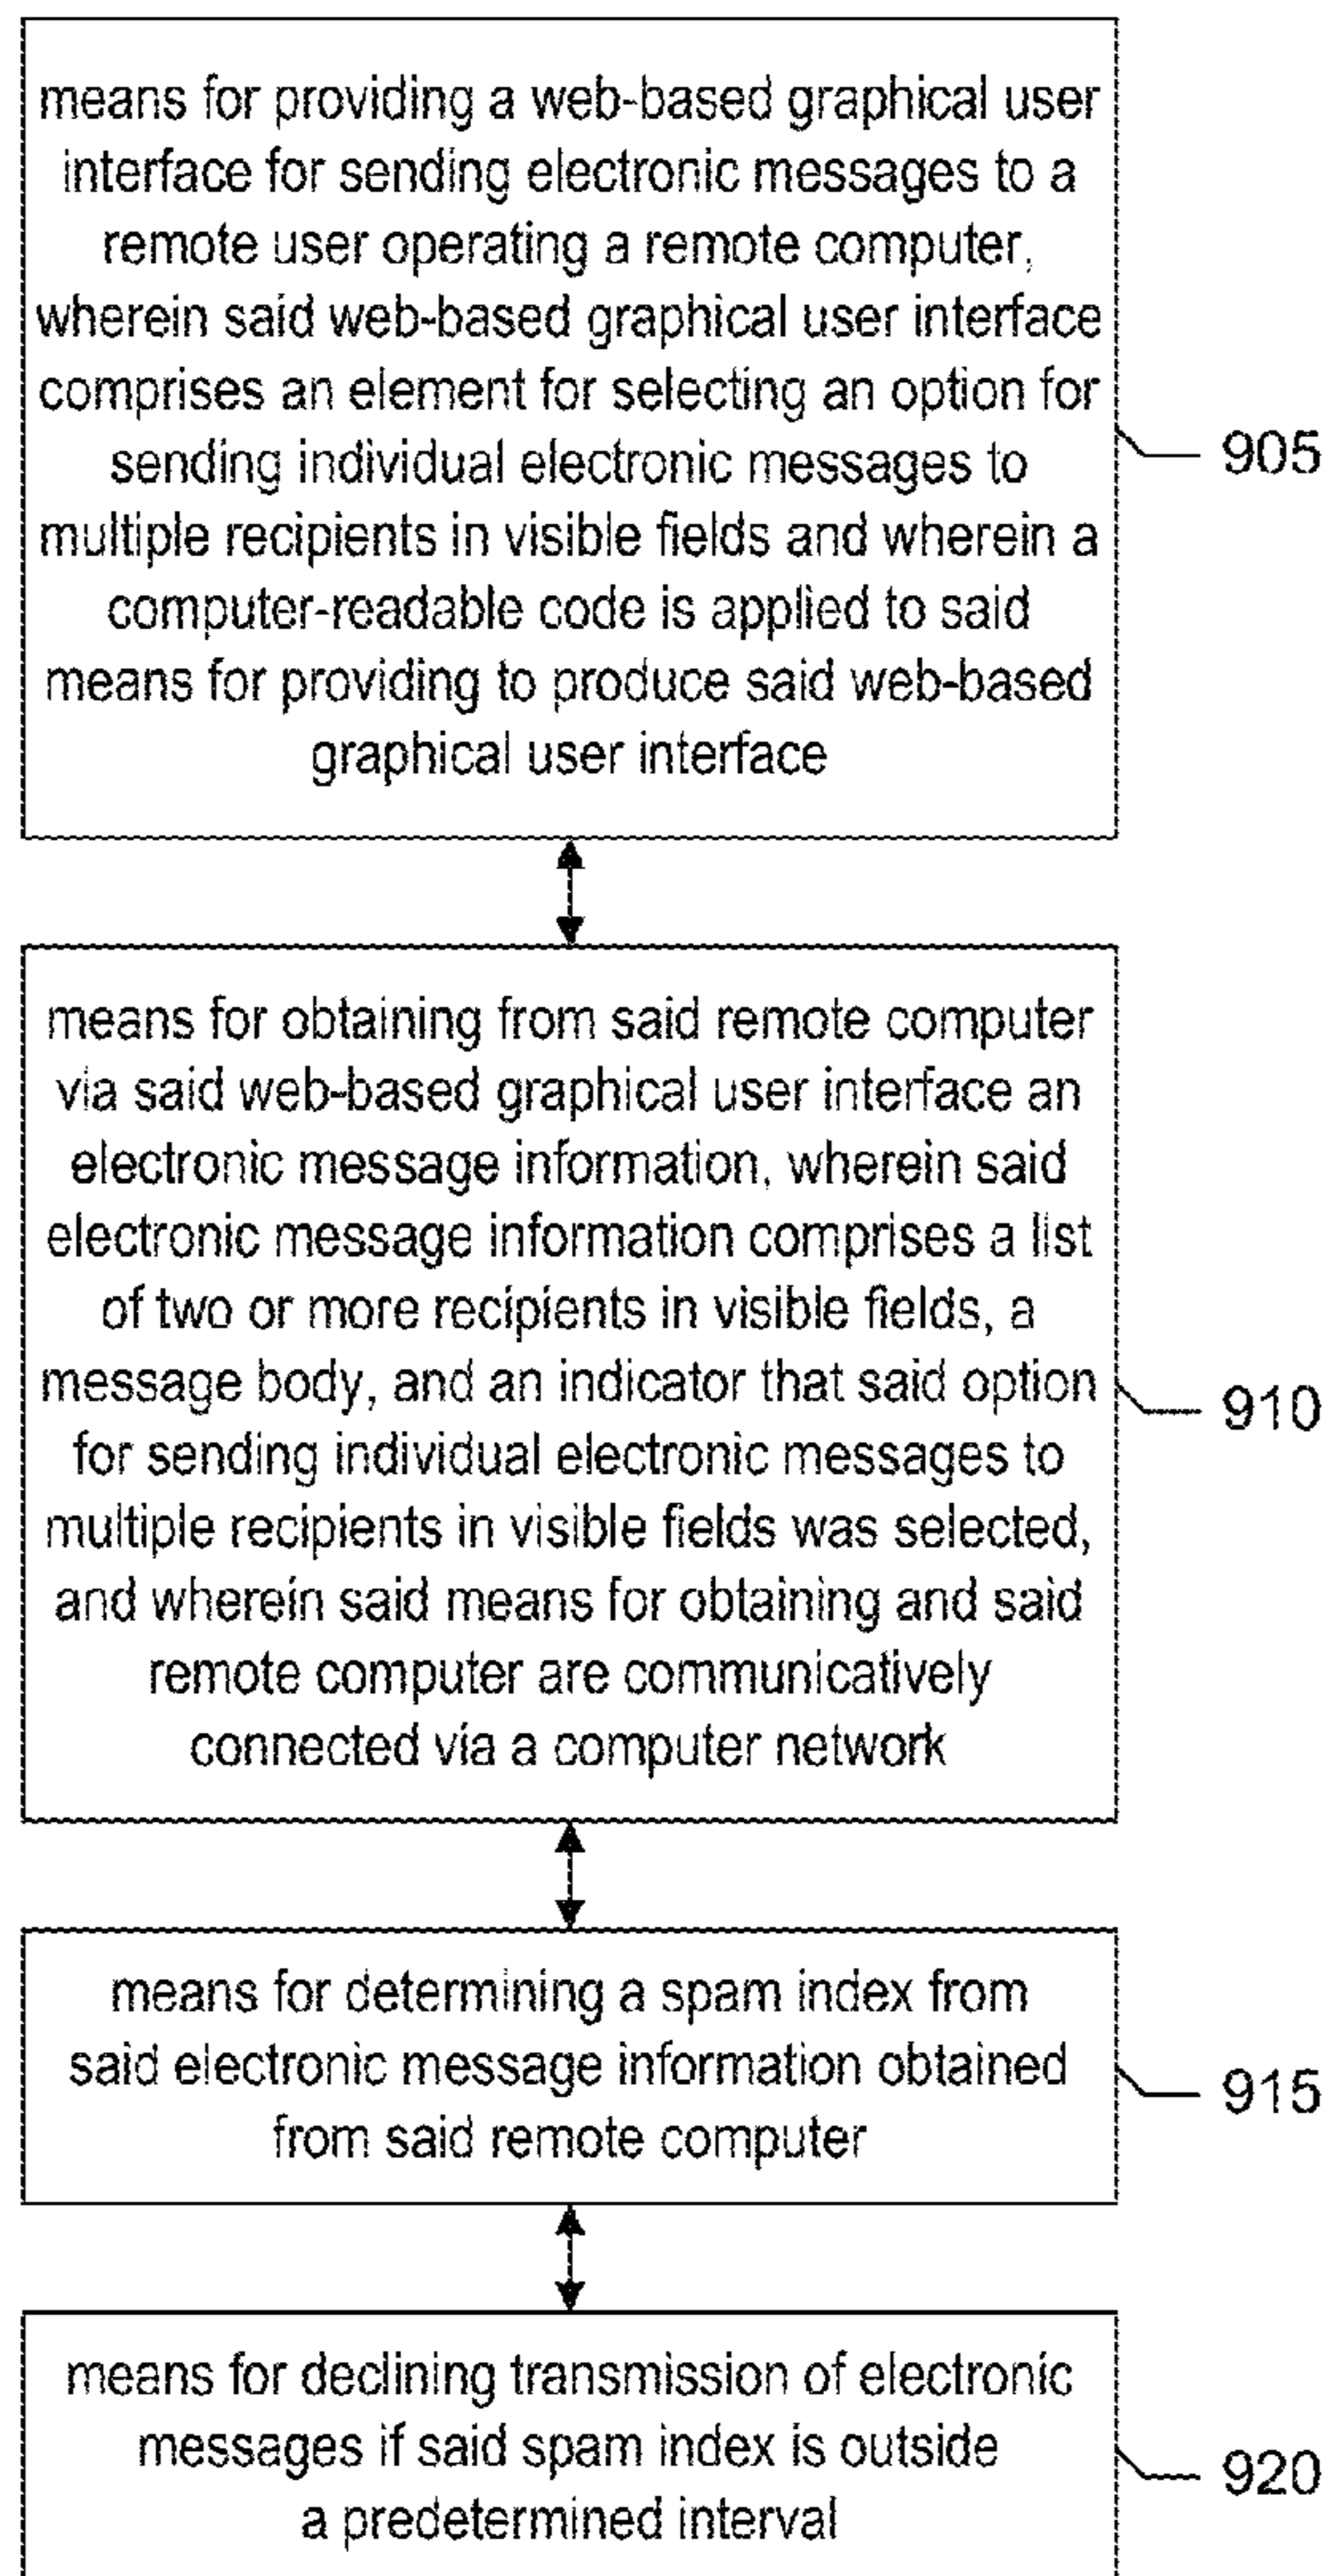 means for providing a web-based graphical user
interface for sending electronic messages to a
remote user operating a remote computer,
wherein said web-based graphical user interface
comprises an element for selecting an option for
sending individual electronic messages to
multiple recipients in visible fields and wherein a
computer-readable code is applied to said
means for providing to produce said web-based
graphical user interface
905
means for obtaining from said remote computer
via said web-based graphical user interface an
electronic message information, wherein said
electronic message information comprises a list
of two or more recipients in visible fields, a
message body, and an indicator that said option
for sending individual electronic messages to
multiple recipients in visible fields was selected,
and wherein said means for obtaining and said
remote computer are communicatively
connected via a computer network
910
means for determining a spam index from
said electronic message information obtained
from said remote computer
915
means for declining transmission of electronic
messages if said spam index is outside
a predetermined interval
920